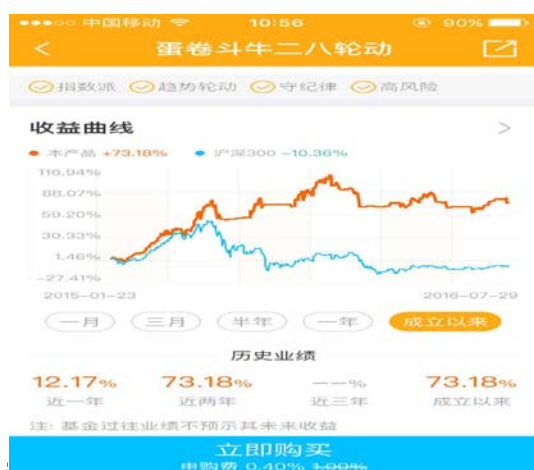 中国移动 10:56 90%
< 蛋卷斗牛二八轮动
指数派 趋势轮动 守纪律 高风险
收益曲线 >
本产品 +73.18% 沪深300 -10.36%
116.94%
88.07%
59.20%
30.33%
1.46%
-27.41%
2015-01-23 2016-07-29
一月 三月 半年 一年 成立以来
历史业绩
12.17% 73.18% --% 73.18%
近一年 近两年 近三年 成立以来
注: 基金过往业绩不预示其未来收益
立即购买
申购费 0.40% 1.00%